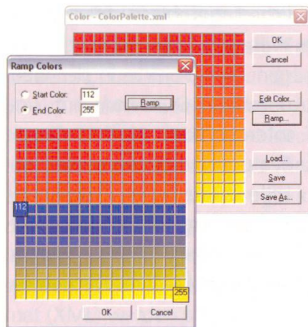 Color - ColorPalette.xml
OK
Cancel
Edit Color...
Ramp...
Load...
Save
Save As...
Ramp Colors
Start Color: 112
End Color: 255
Ramp
112
255
OK
Cancel